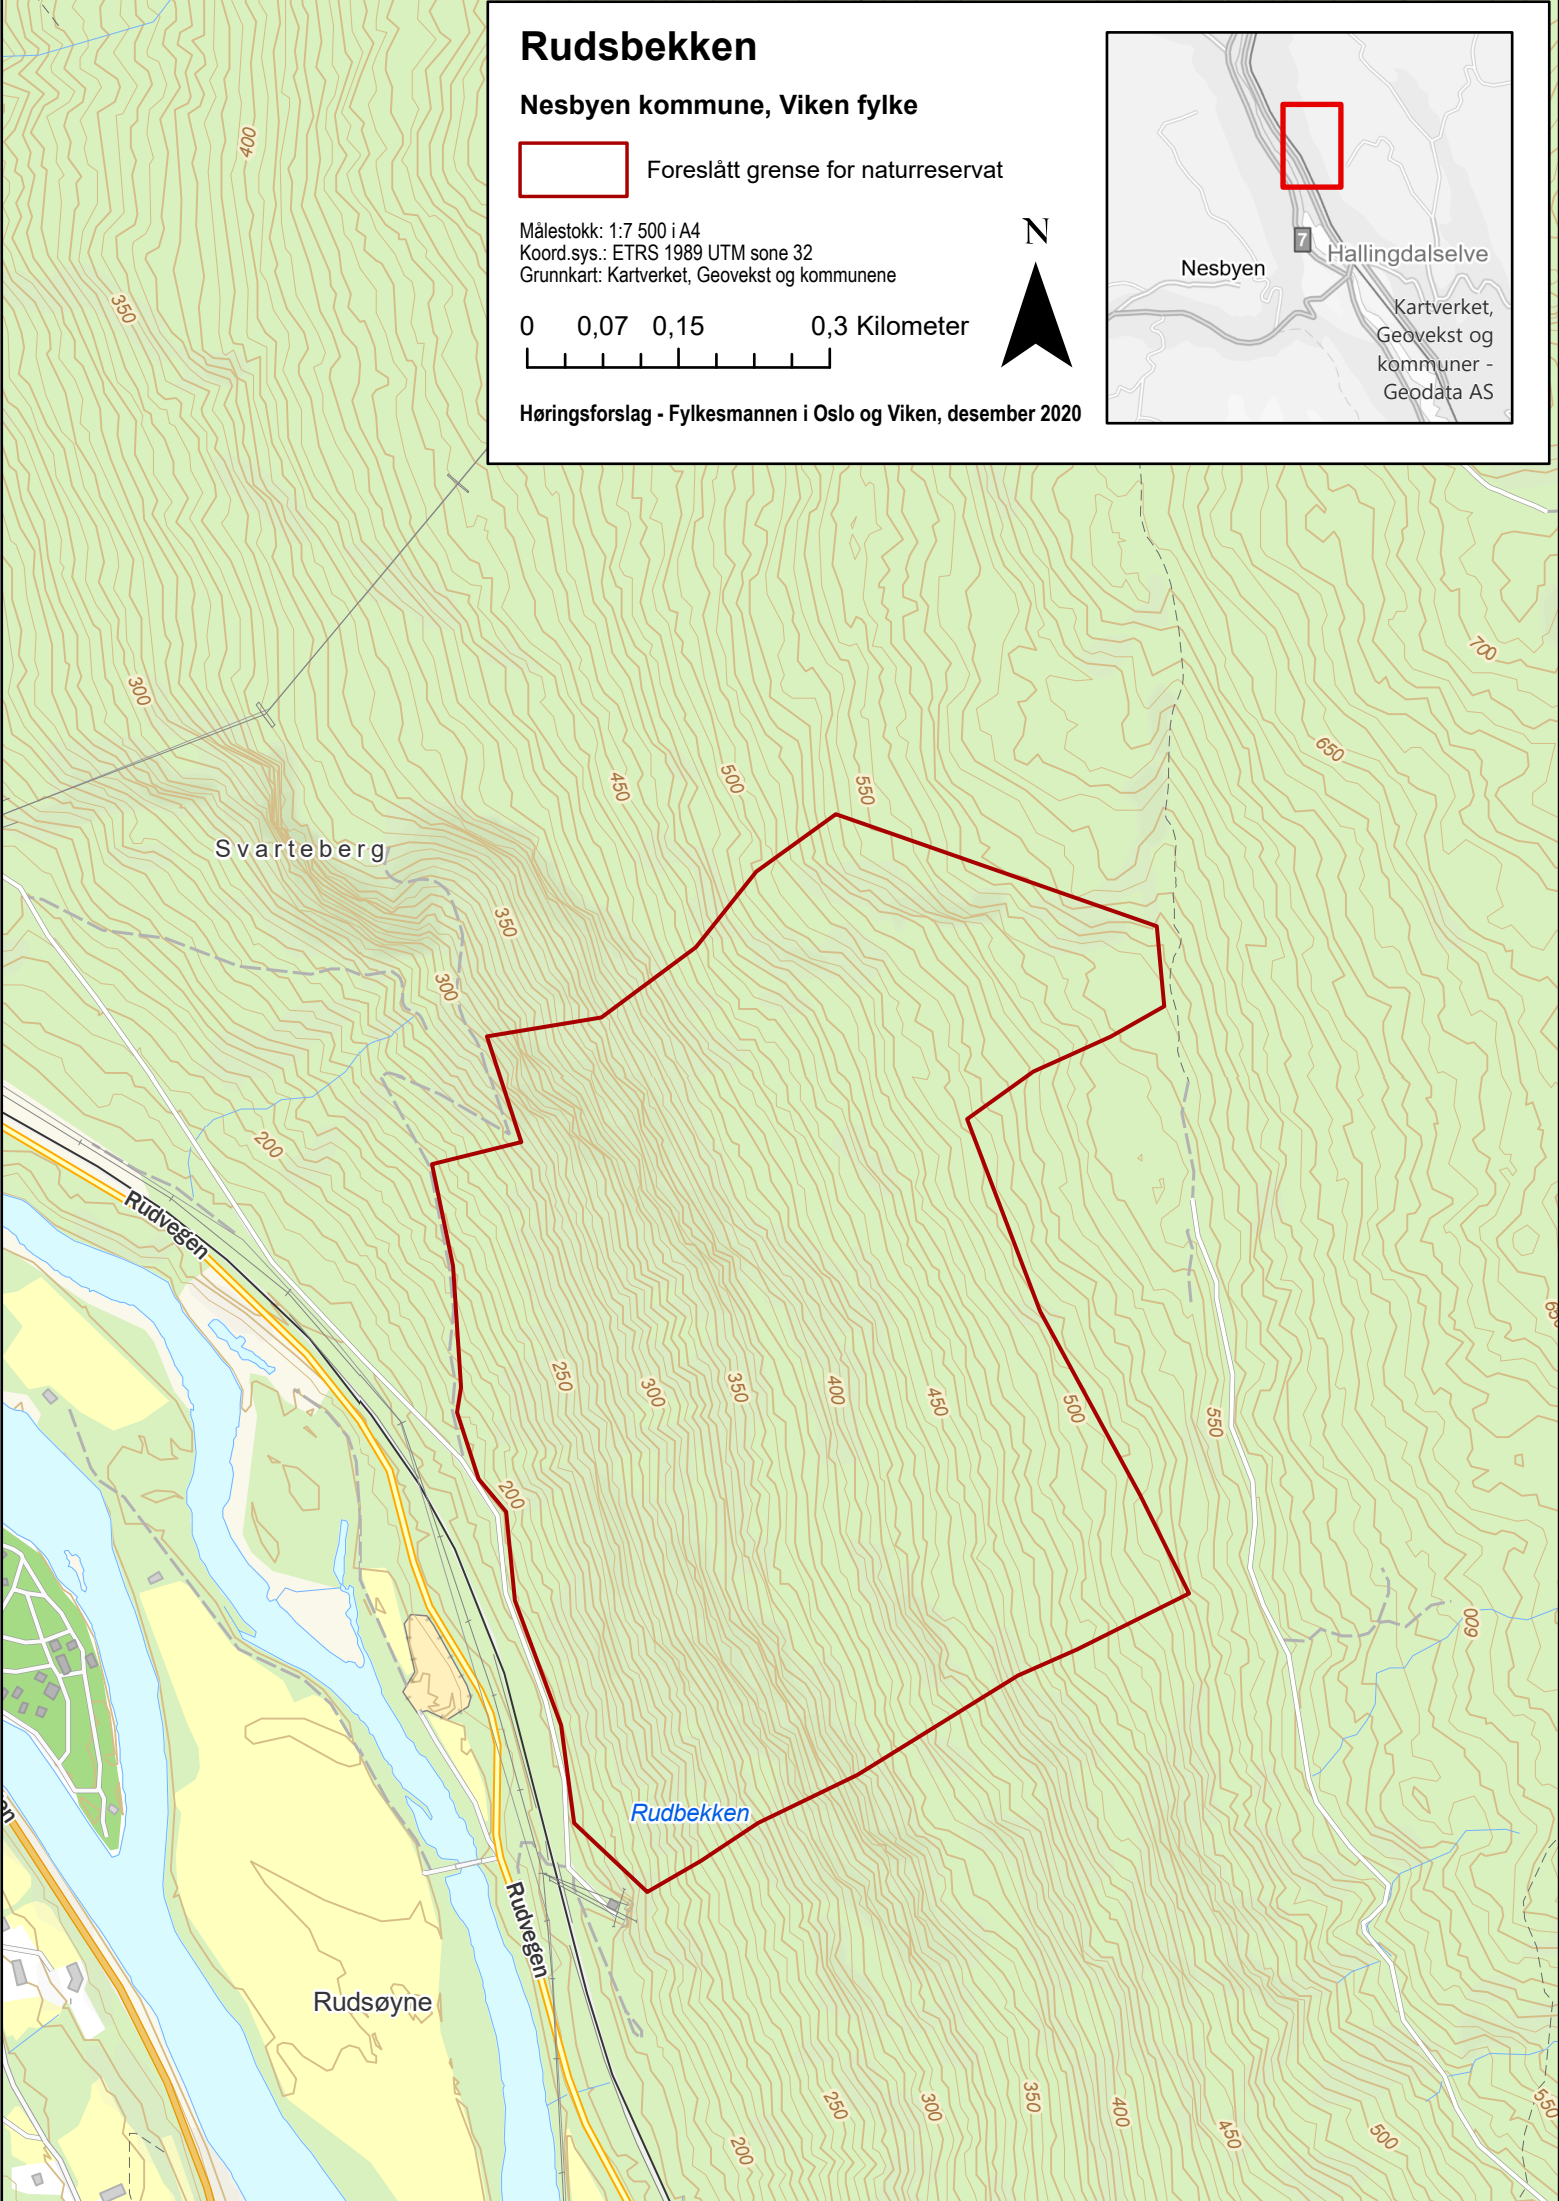 Rudsbekken
Nesbyen kommune, Viken fylke
Foreslått grense for naturreservat
Målestokk: 1:7 500 i A4
Koord.sys.: ETRS 1989 UTM sone 32
Grunnkart: Kartverket, Geovekst og kommunene
0 0,07 0,15 0,3 Kilometer
N
Høringsforslag - Fylkesmannen i Oslo og Viken, desember 2020
7
Hallingdalselve
Nesbyen
Kartverket,
Geovekst og
kommuner -
Geodata AS
400
350
300
700
650
450
500
550
Svarteberg
350
300
200
Rudvegen
650
250
300
350
400
450
500
550
200
600
Rudbekken
Rudvegen
Rudsøyne
250
300
350
400
450
500
550
200